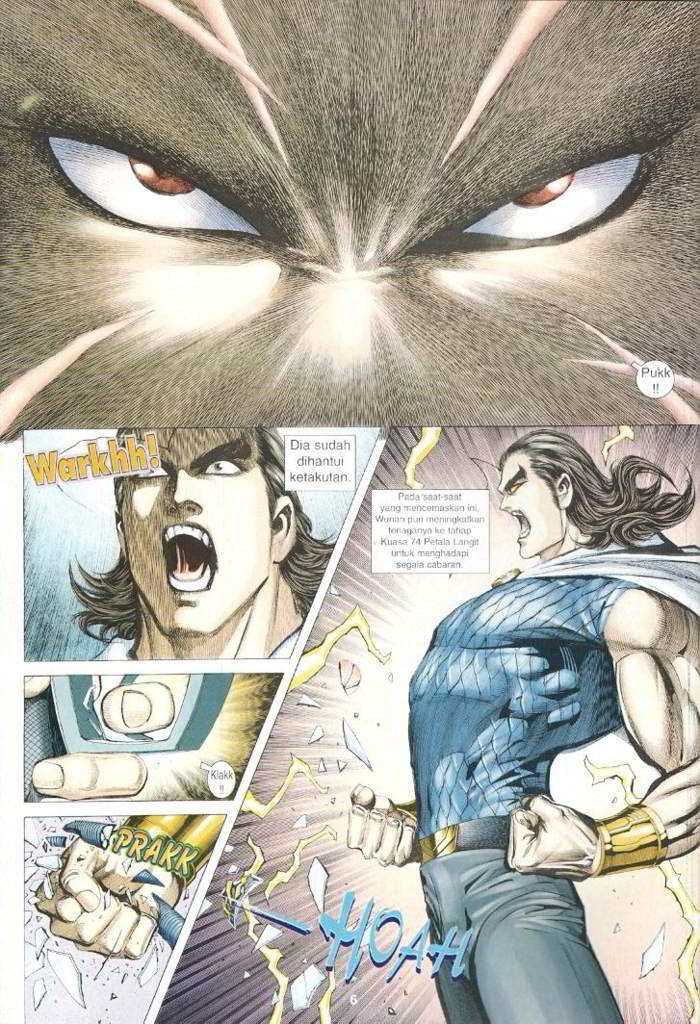 Pukk
!!
Warkhh!
Dia sudah
dihantui
ketakutan.
Pada saat-saat
yang mencemaskan ini,
Wunan pun meningkatkan
tenaganya ke tahap
Kuasa 74 Petala Langit
untuk menghadapi
segala cabaran.
Klakk
!!
PRAKK
HOAH
6